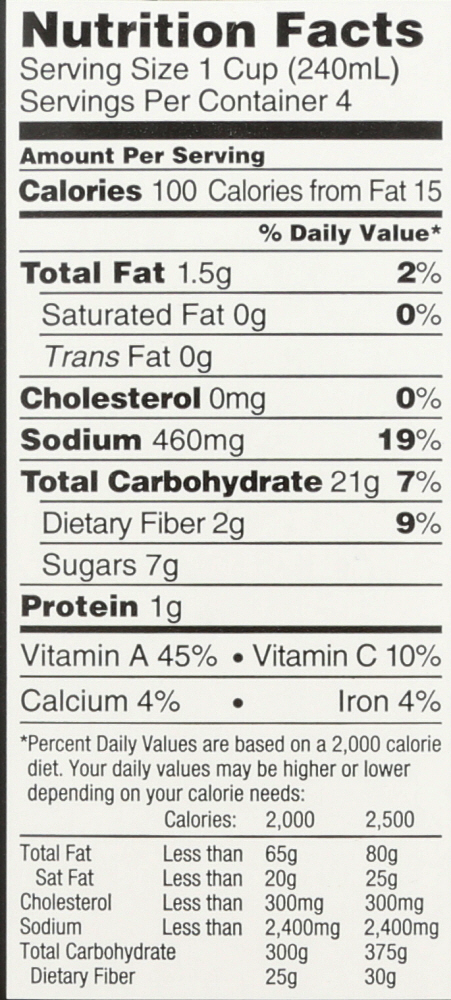 Nutrition Facts
Serving Size 1 Cup (240mL)
Servings Per Container 4
Amount Per Serving
Calories 100 Calories from Fat 15
% Daily Value*
Total Fat 1.5g 2%
Saturated Fat 0g 0%
Trans Fat 0g
Cholesterol 0mg 0%
Sodium 460mg 19%
Total Carbohydrate 21g 7%
Dietary Fiber 2g 9%
Sugars 7g
Protein 1g
Vitamin A 45% • Vitamin C 10%
Calcium 4% • Iron 4%
*Percent Daily Values are based on a 2,000 calorie
diet. Your daily values may be higher or lower
depending on your calorie needs:
Calories: 2,000 2,500
Total Fat Less than 65g 80g
Sat Fat Less than 20g 25g
Cholesterol Less than 300mg 300mg
Sodium Less than 2,400mg 2,400mg
Total Carbohydrate 300g 375g
Dietary Fiber 25g 30g